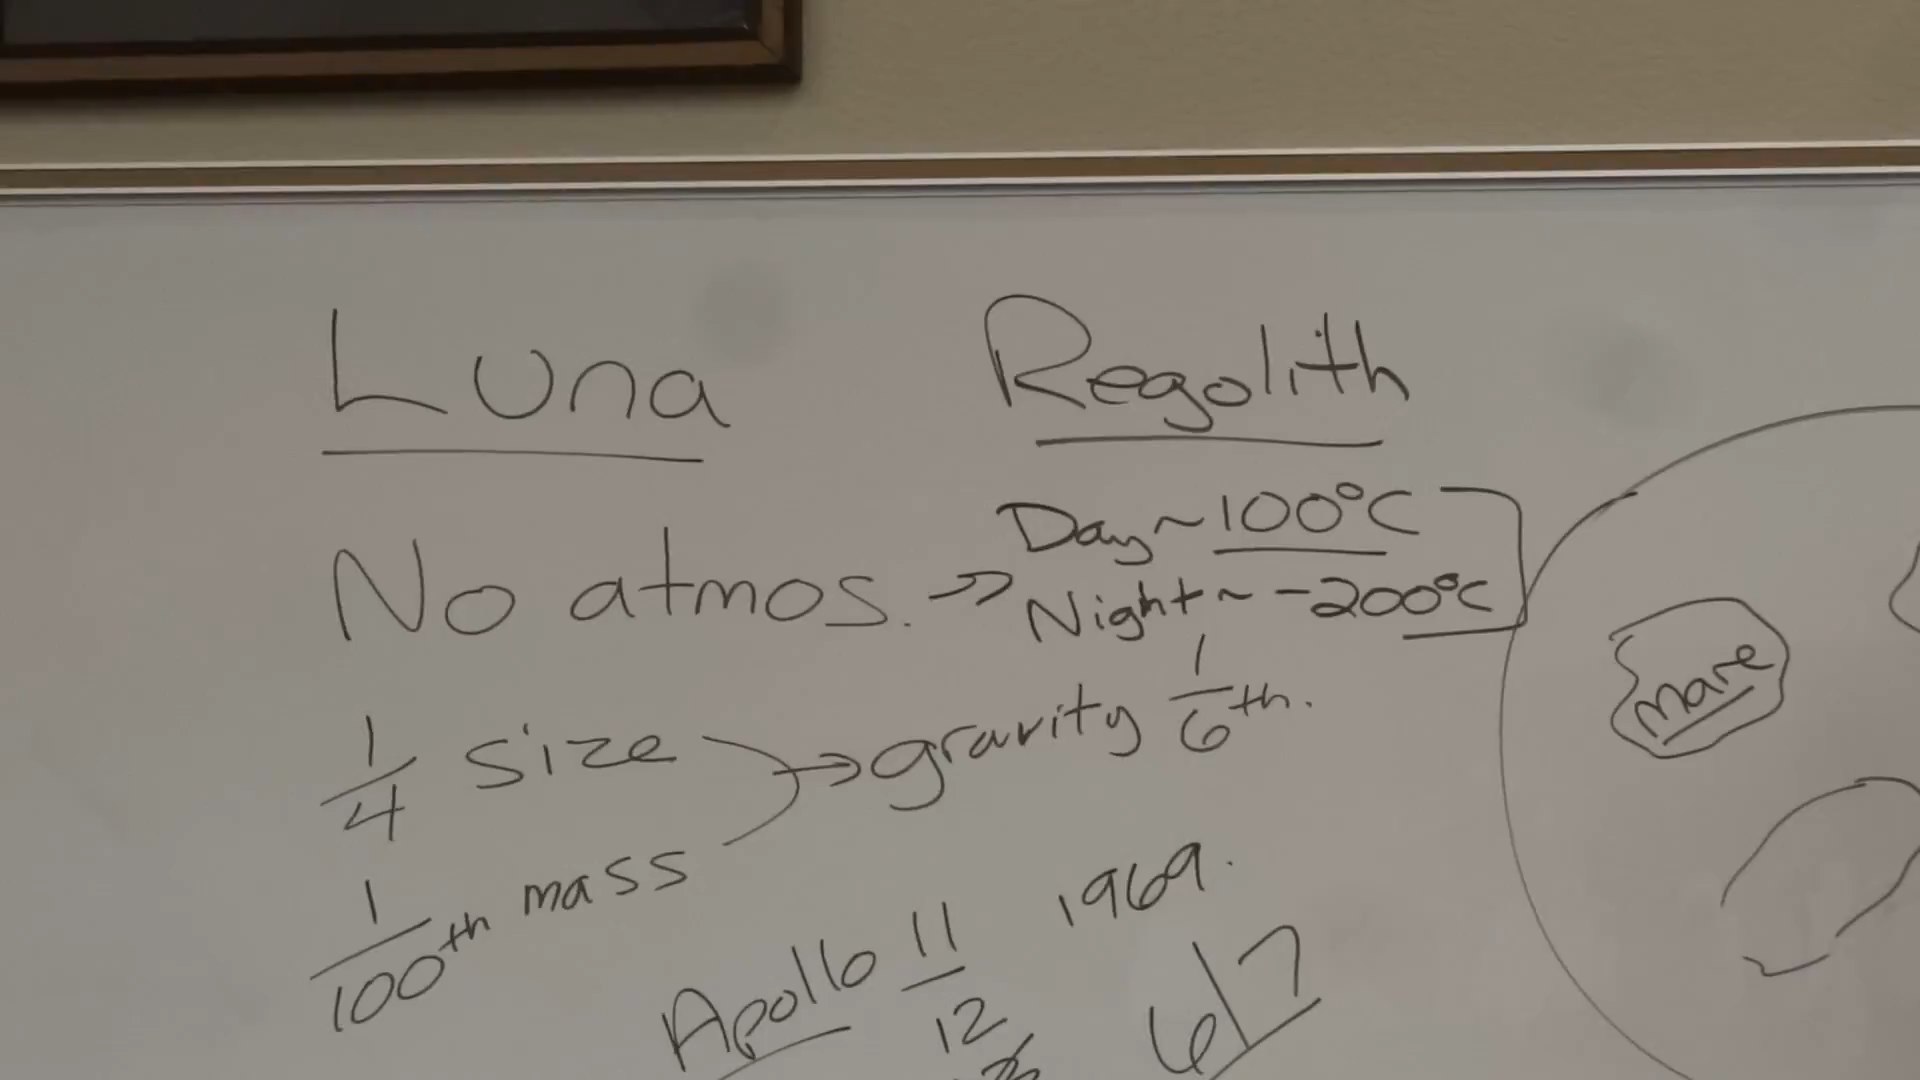 Luna Regolith
No atmos. → Day ~ 100°C
Night ~ -200°C
1/4 size → gravity 1/6th.
1/100th mass
mare
Apollo 11 1969.
12 6/7